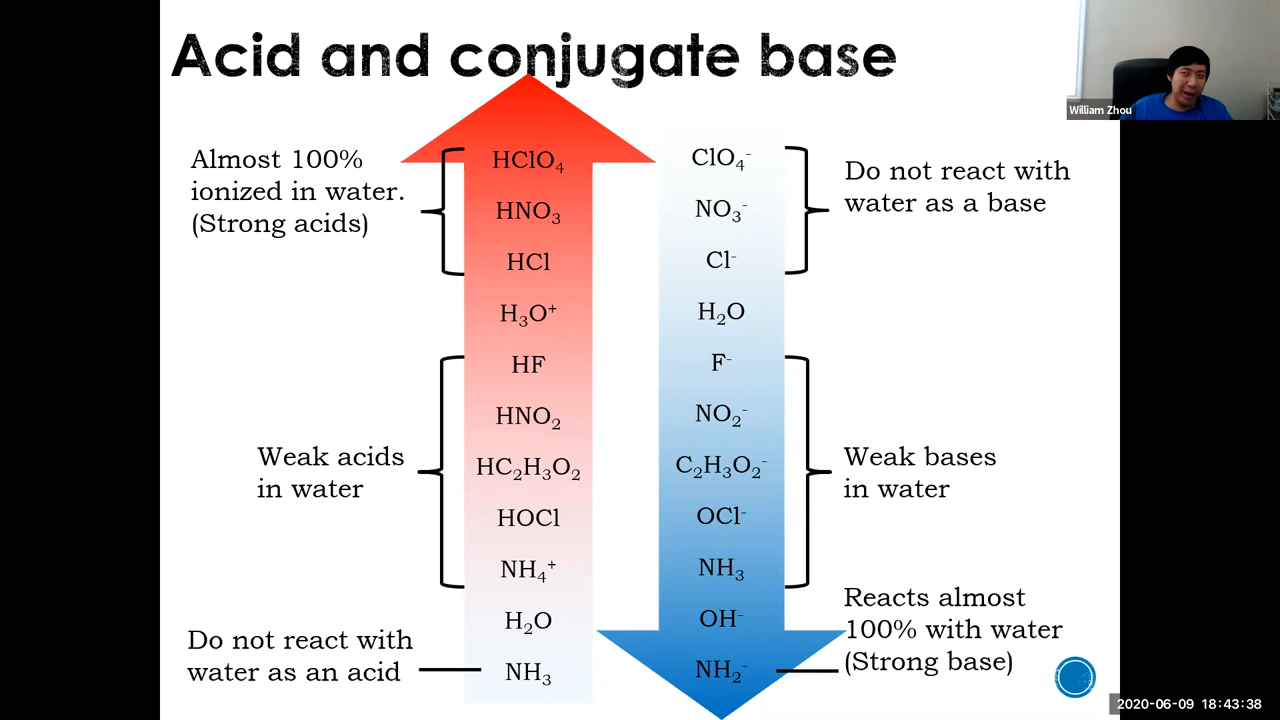 Acid and conjugate base
William Zhou
Almost 100%
ionized in water.
(Strong acids)
HClO₄
HNO₃
HCl
H₃O⁺
HF
HNO₂
HC₂H₃O₂
HOCl
NH₄⁺
H₂O
NH₃
Weak acids
in water
Do not react with
water as an acid
ClO₄⁻
NO₃⁻
Cl⁻
H₂O
F⁻
NO₂⁻
C₂H₃O₂⁻
OCl⁻
NH₃
OH⁻
NH₂⁻
Do not react with
water as a base
Weak bases
in water
Reacts almost
100% with water
(Strong base)
2020-06-09 18:43:38